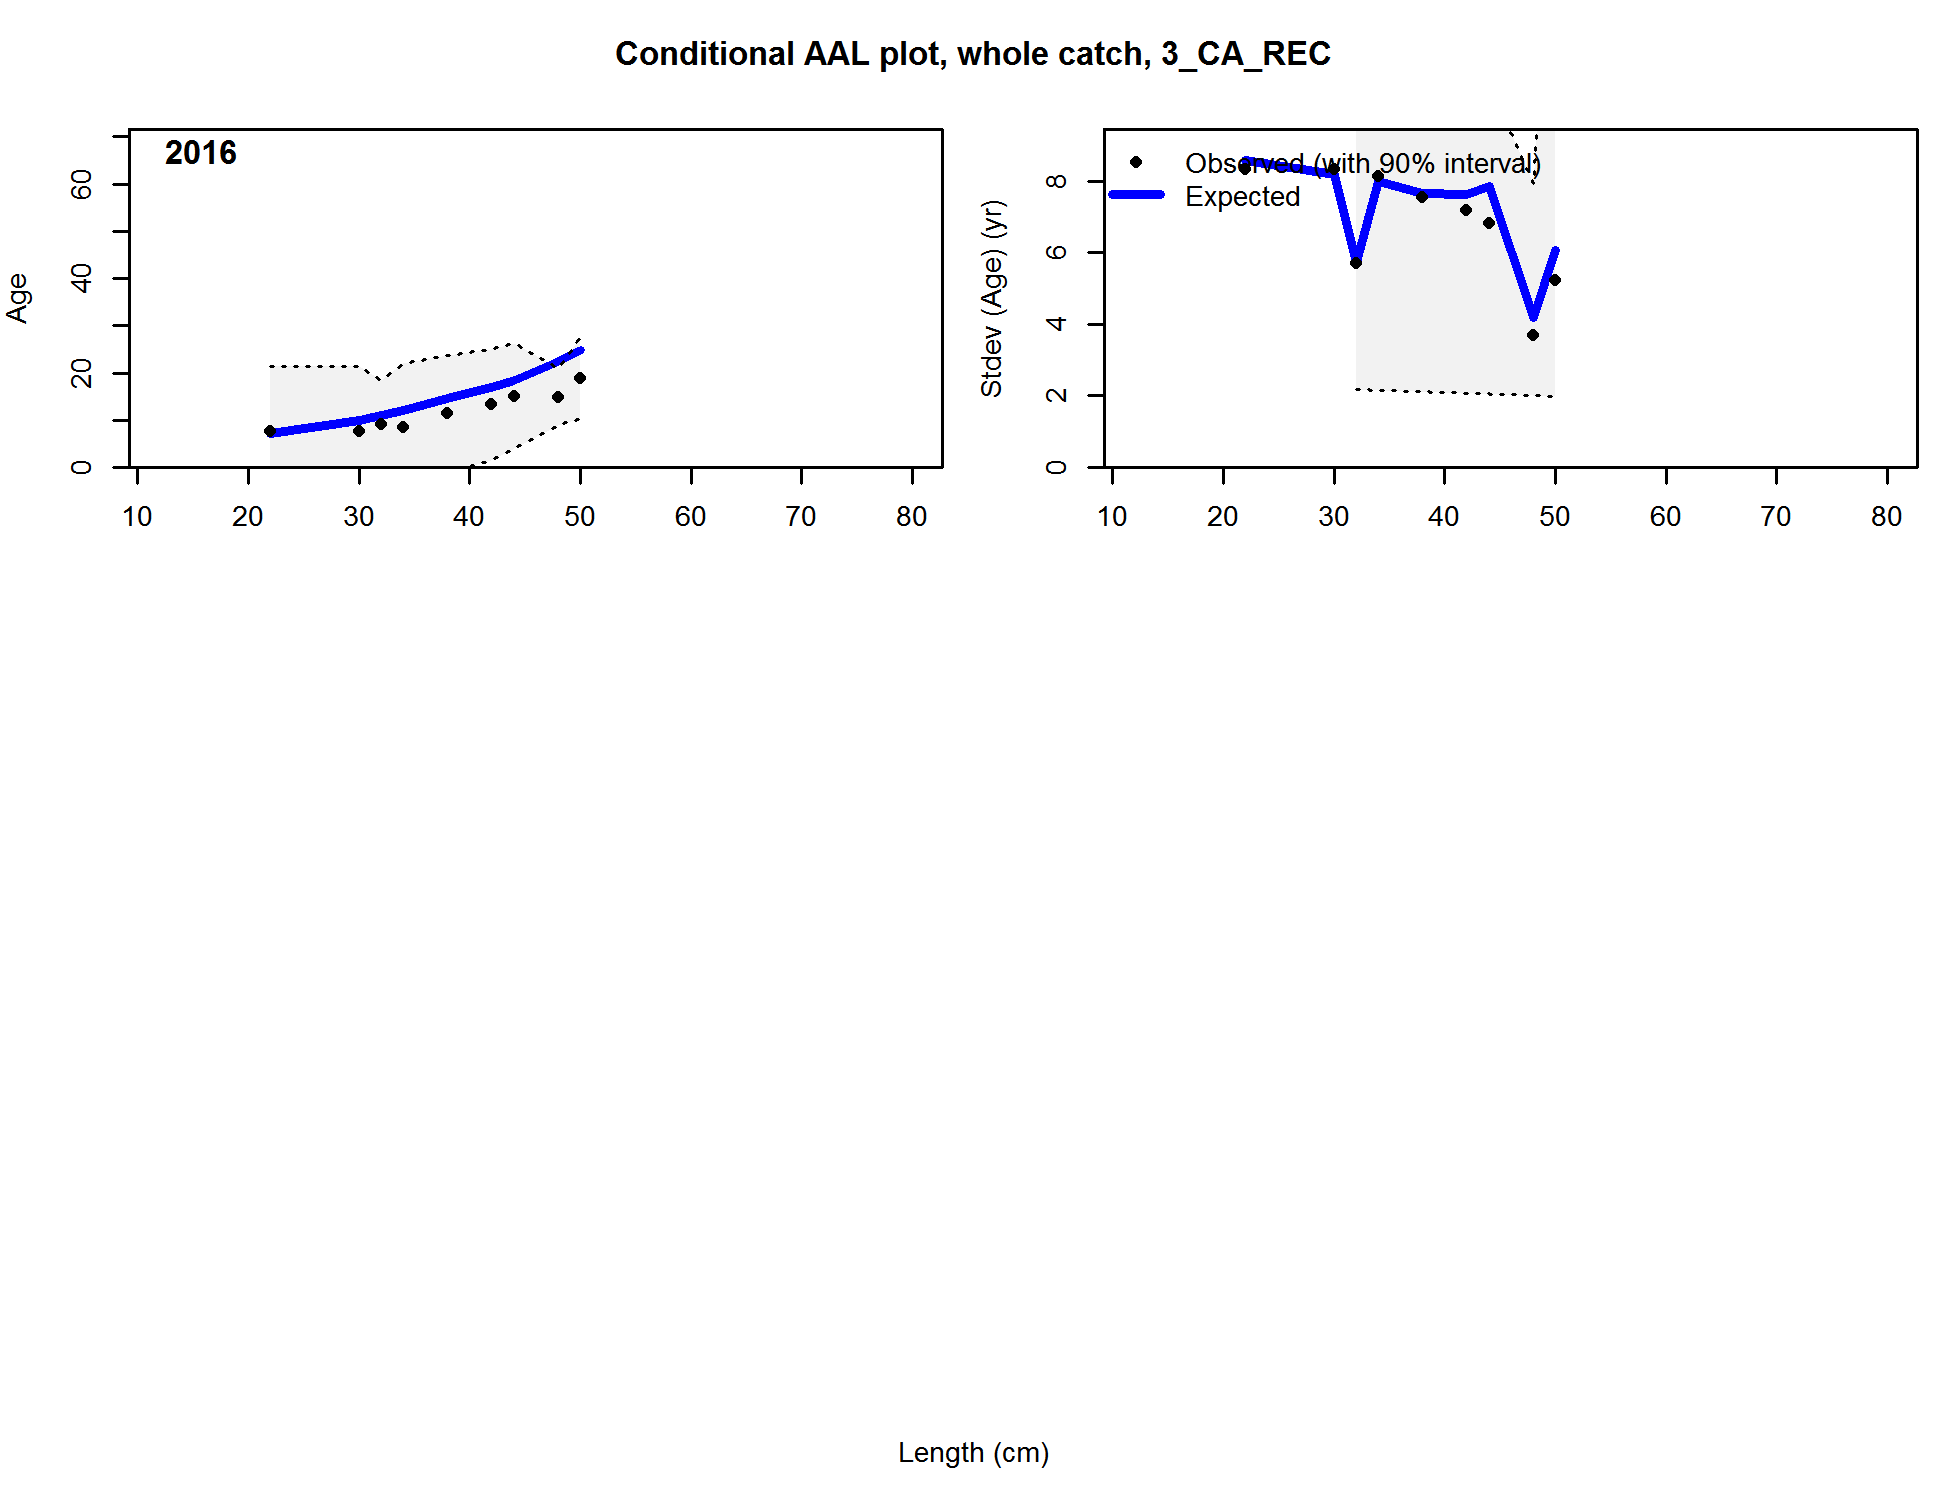 Conditional AAL plot, whole catch, 3_CA_REC
2016
Age
0 20 40 60
10 20 30 40 50 60 70 80
Observed (with 90% interval)
Expected
Stdev (Age) (yr)
0 2 4 6 8
10 20 30 40 50 60 70 80
Length (cm)